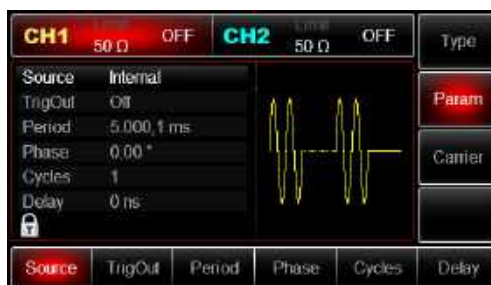 CH1 50 Ω OFF CH2 50 Ω OFF
Type
Source Internal
TrigOut Off
Period 5.000,1 ms
Phase 0.00 °
Cycles 1
Delay 0 ns
Param
Carrier
Source TrigOut Period Phase Cycles Delay